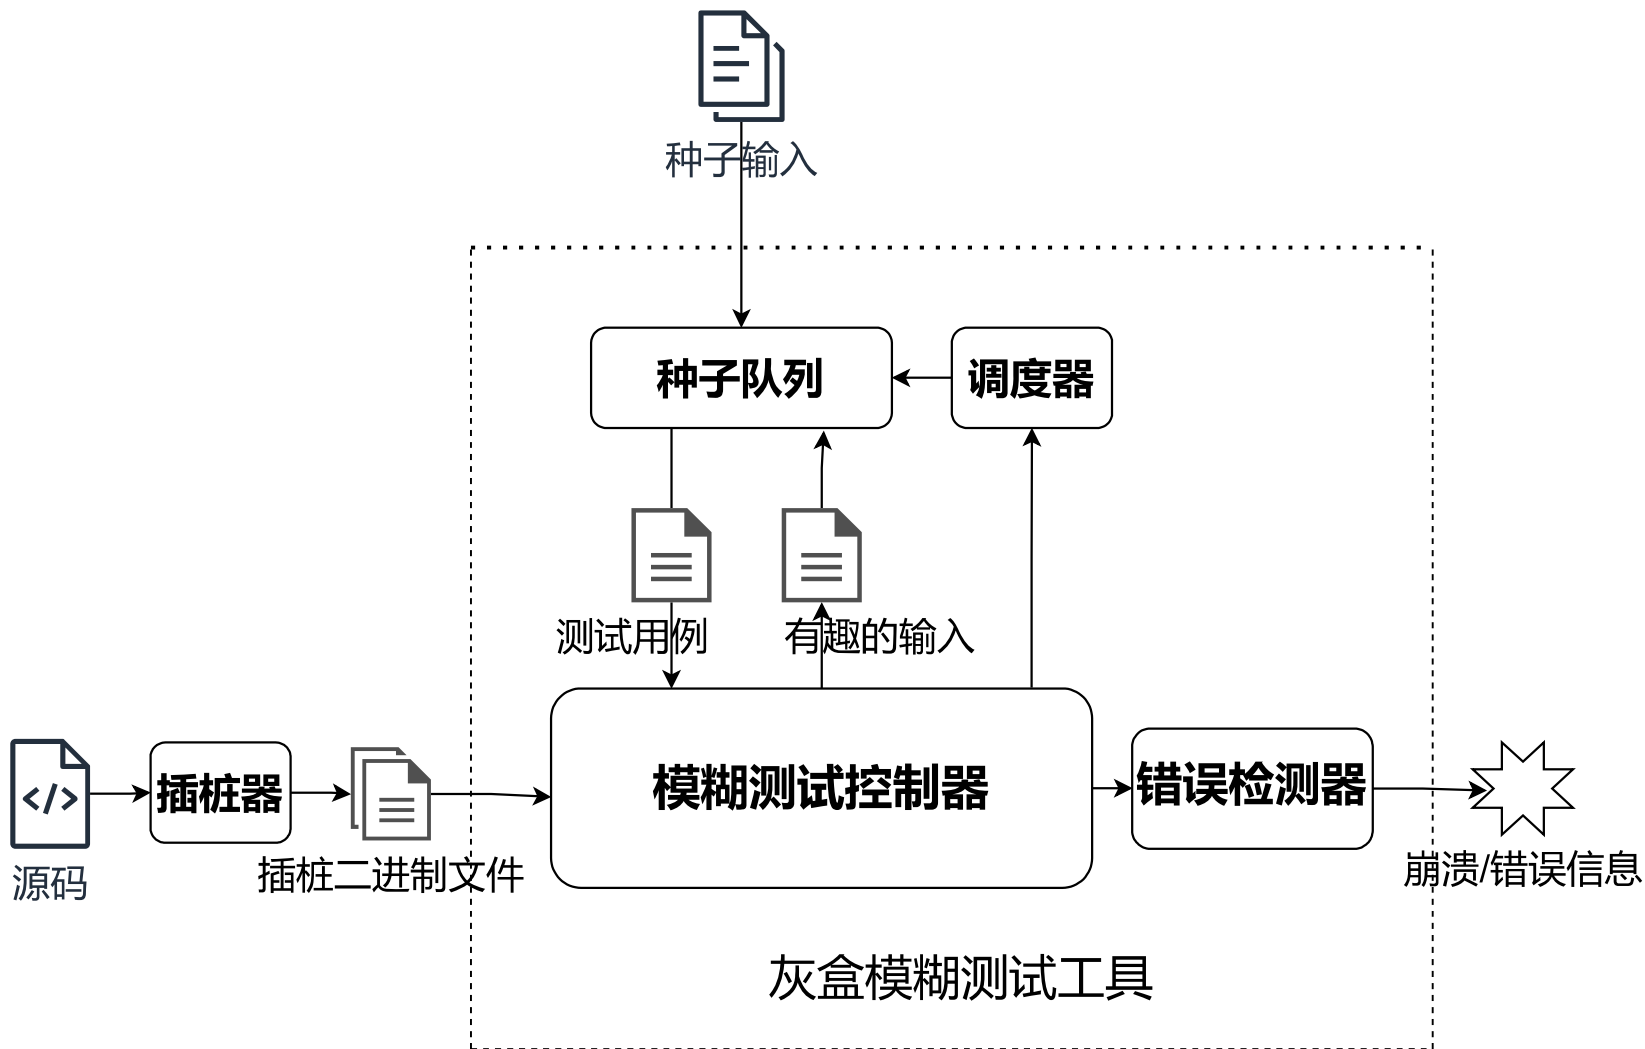 种子输入
种子队列
调度器
测试用例
有趣的输入
插桩器
模糊测试控制器
错误检测器
源码
插桩二进制文件
崩溃/错误信息
灰盒模糊测试工具